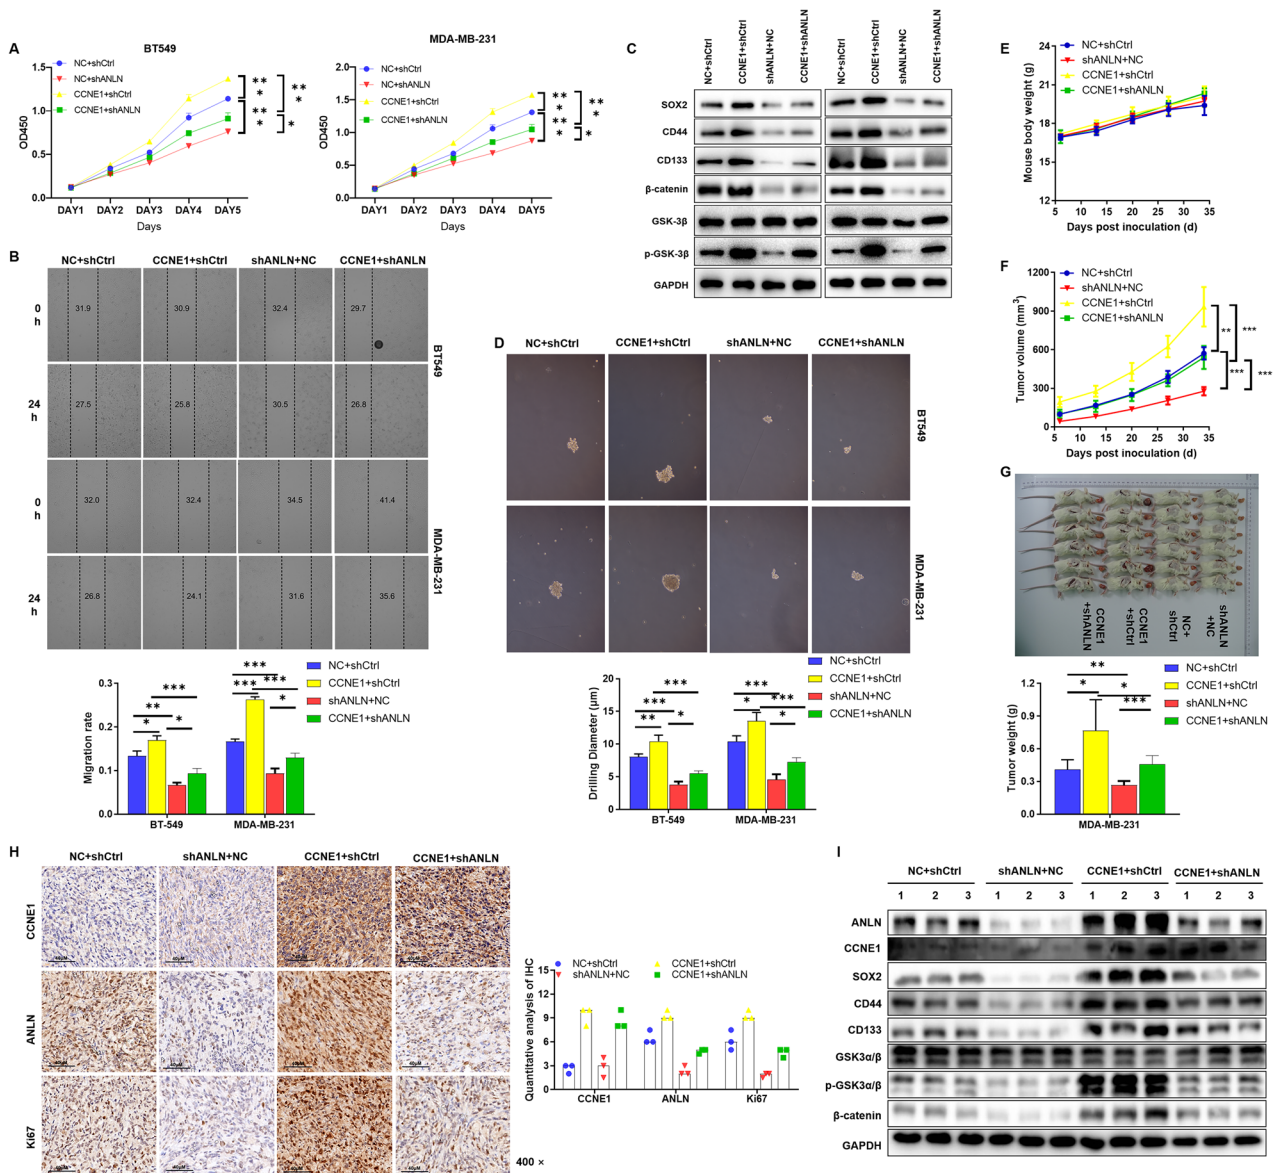 A
BT549
NC+shCtrl
NC+shANLN
CCNE1+shCtrl
CCNE1+shANLN
OD450
1.5
1.0
0.5
0.0
DAY1 DAY2 DAY3 DAY4 DAY5
Days
** *
** *
** *
*
MDA-MB-231
NC+shCtrl
NC+shANLN
CCNE1+shCtrl
CCNE1+shANLN
OD450
2.0
1.5
1.0
0.5
0.0
DAY1 DAY2 DAY3 DAY4 DAY5
Days
** *
** *
** *
*
B
NC+shCtrl CCNE1+shCtrl shANLN+NC CCNE1+shANLN
0 h
31.9 30.9 32.4 29.7
24 h
27.5 25.8 30.5 26.8
BT549
0 h
32.0 32.4 34.5 41.4
24 h
26.8 24.1 31.6 35.6
MDA-MB-231
NC+shCtrl
CCNE1+shCtrl
shANLN+NC
CCNE1+shANLN
Migration rate
0.3
0.2
0.1
0.0
*** ** * *
*** *** *** *
BT-549 MDA-MB-231
C
NC+shCtrl CCNE1+shCtrl shANLN+NC CCNE1+shANLN NC+shCtrl CCNE1+shCtrl shANLN+NC CCNE1+shANLN
SOX2
CD44
CD133
β-catenin
GSK-3β
p-GSK-3β
GAPDH
D
NC+shCtrl CCNE1+shCtrl shANLN+NC CCNE1+shANLN
BT549
MDA-MB-231
NC+shCtrl
CCNE1+shCtrl
shANLN+NC
CCNE1+shANLN
Drilling Diameter (μm)
20
15
10
5
0
*** *** ** *
*** *** * *
BT-549 MDA-MB-231
E
NC+shCtrl
shANLN+NC
CCNE1+shCtrl
CCNE1+shANLN
Mouse body weight (g)
24
21
18
15
12
5 10 15 20 25 30 35
Days post inoculation (d)
F
NC+shCtrl
shANLN+NC
CCNE1+shCtrl
CCNE1+shANLN
Tumor volume (mm³)
1200
900
600
300
0
5 10 15 20 25 30 35
Days post inoculation (d)
**
***
***
***
G
CCNE1 +shANLN
CCNE1 +shCtrl
NC+ shCtrl
shANLN +NC
NC+shCtrl
CCNE1+shCtrl
shANLN+NC
CCNE1+shANLN
Tumor weight (g)
1.2
0.9
0.6
0.3
0.0
** * * ***
MDA-MB-231
H
NC+shCtrl shANLN+NC CCNE1+shCtrl CCNE1+shANLN
CCNE1
40μm 40μm 40μm 40μm
ANLN
40μm 40μm 40μm 40μm
Ki67
40μm 40μm 40μm 40μm
400 ×
NC+shCtrl CCNE1+shCtrl
shANLN+NC CCNE1+shANLN
Quantitative analysis of IHC
15
12
9
6
3
0
CCNE1 ANLN Ki67
I
NC+shCtrl shANLN+NC CCNE1+shCtrl CCNE1+shANLN
1 2 3 1 2 3 1 2 3 1 2 3
ANLN
CCNE1
SOX2
CD44
CD133
GSK3α/β
p-GSK3α/β
β-catenin
GAPDH